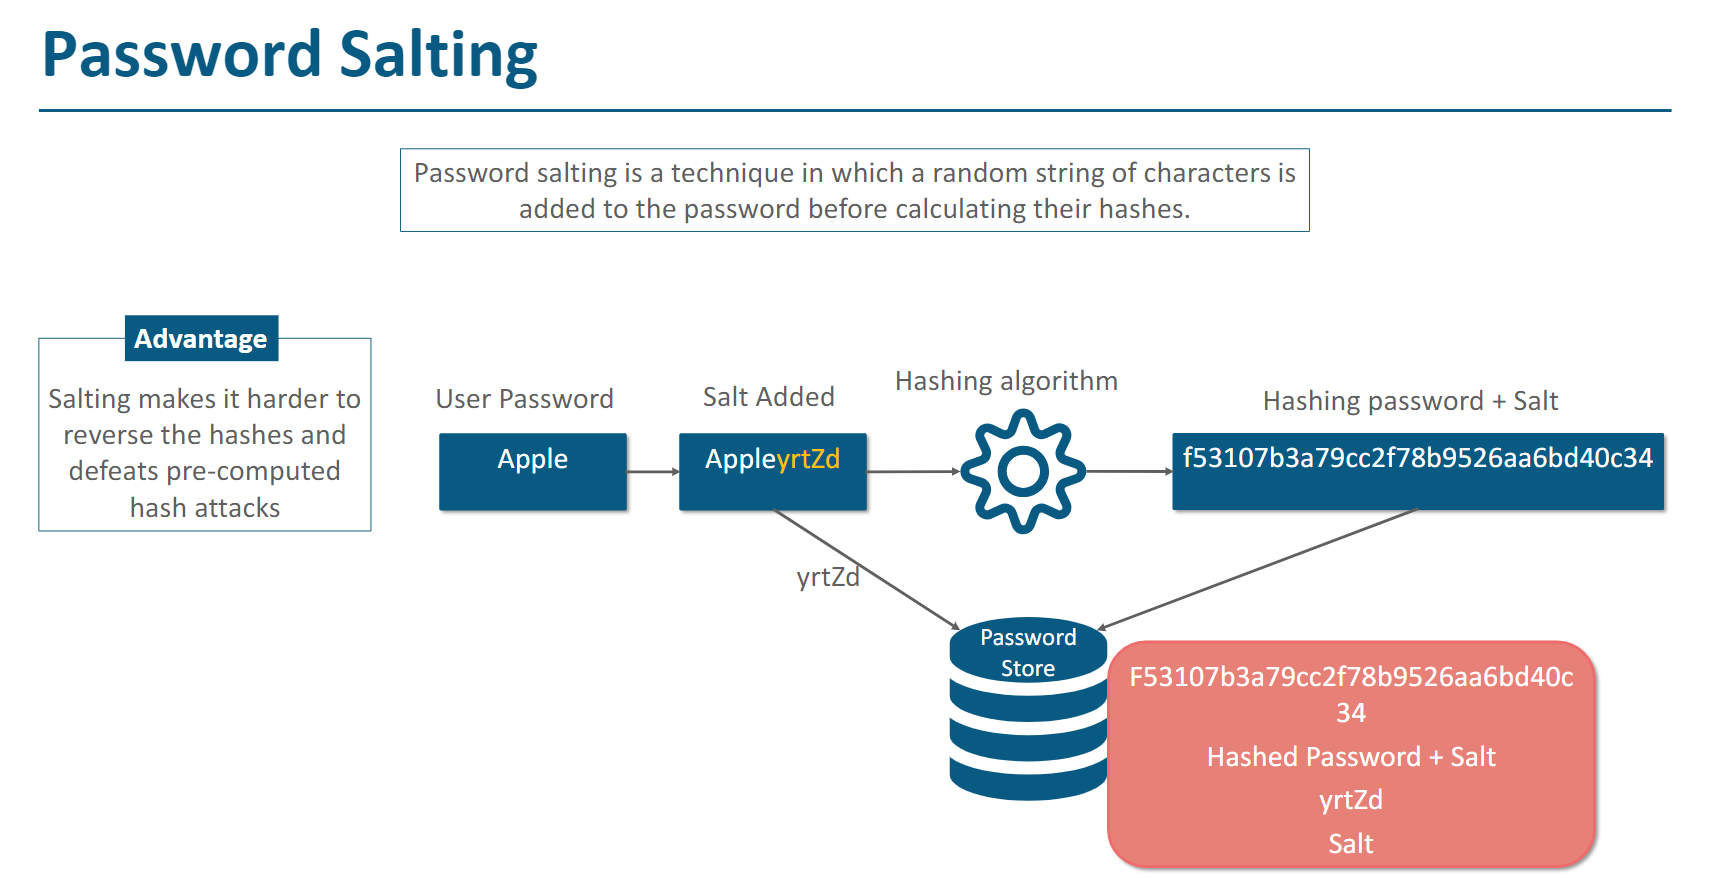 Password Salting
Password salting is a technique in which a random string of characters is
added to the password before calculating their hashes.
Advantage
Salting makes it harder to
reverse the hashes and
defeats pre-computed
hash attacks
User Password
Apple
Salt Added
AppleyrtZd
Hashing algorithm
Hashing password + Salt
f53107b3a79cc2f78b9526aa6bd40c34
yrtZd
Password
Store
F53107b3a79cc2f78b9526aa6bd40c
34
Hashed Password + Salt
yrtZd
Salt